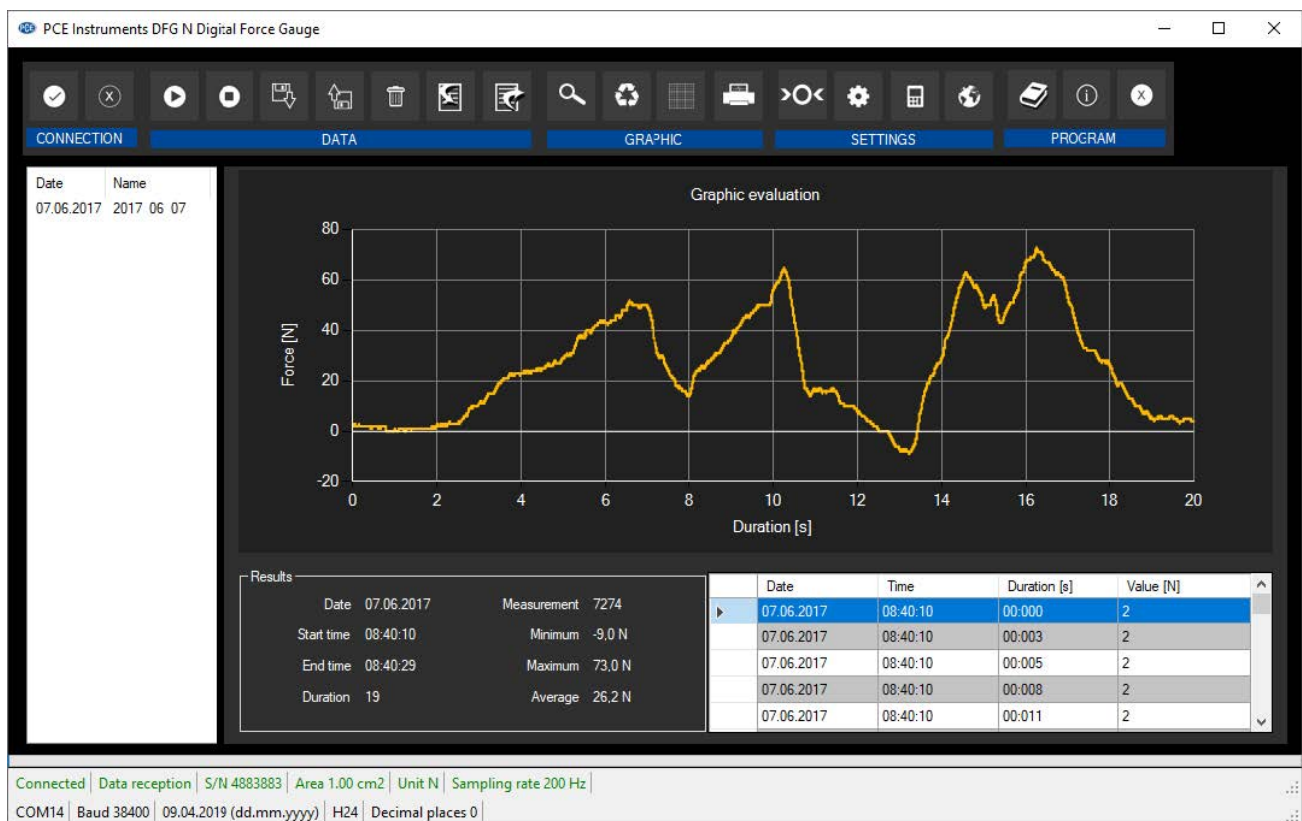 PCE PCE Instruments DFG N Digital Force Gauge
CONNECTION DATA GRAPHIC SETTINGS PROGRAM
Date Name
07.06.2017 2017 06 07
Graphic evaluation
80
60
40
20
0
-20
Force [N]
0 2 4 6 8 10 12 14 16 18 20
Duration [s]
Results
Date 07.06.2017 Measurement 7274
Start time 08:40:10 Minimum -9,0 N
End time 08:40:29 Maximum 73,0 N
Duration 19 Average 26,2 N
Date Time Duration [s] Value [N]
07.06.2017 08:40:10 00:000 2
07.06.2017 08:40:10 00:003 2
07.06.2017 08:40:10 00:005 2
07.06.2017 08:40:10 00:008 2
07.06.2017 08:40:10 00:011 2
Connected Data reception S/N 4883883 Area 1.00 cm2 Unit N Sampling rate 200 Hz
COM14 Baud 38400 09.04.2019 (dd.mm.yyyy) H24 Decimal places 0